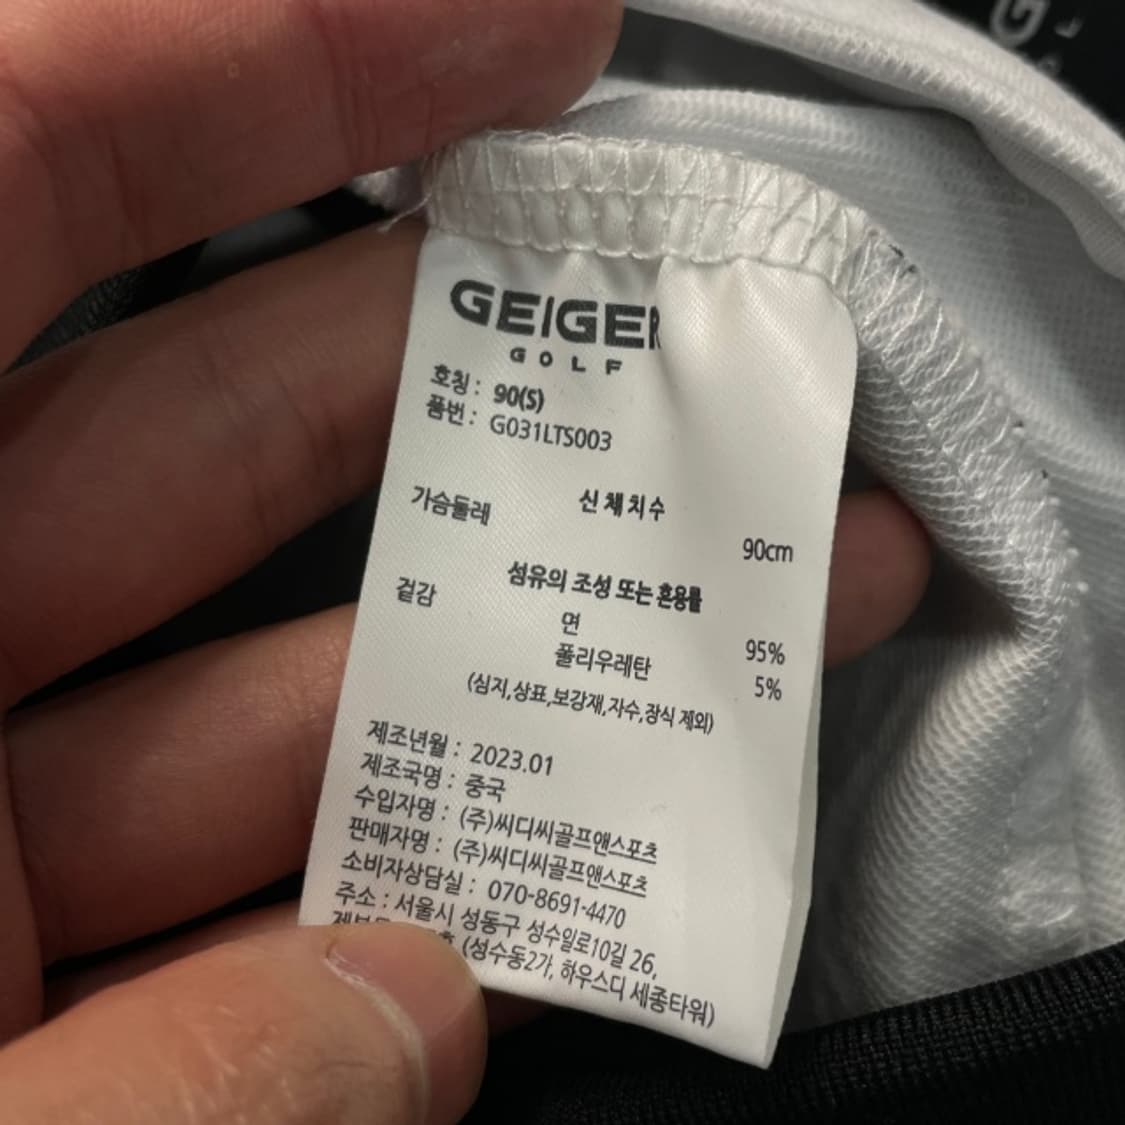 GEIGER
GOLF
호칭 : 90(S)
품번 : G031LTS003
신 체 치 수
가슴둘레 90cm
섬유의 조성 또는 혼용률
겉감 면 95%
폴리우레탄 5%
(심지,상표,보강재,자수,장식 제외)
제조년월 : 2023.01
제조국명 : 중국
수입자명 : (주)씨디씨골프앤스포츠
판매자명 : (주)씨디씨골프앤스포츠
소비자상담실 : 070-8691-4470
주소 : 서울시 성동구 성수일로10길 26,
(성수동2가, 하우스디 세종타워)